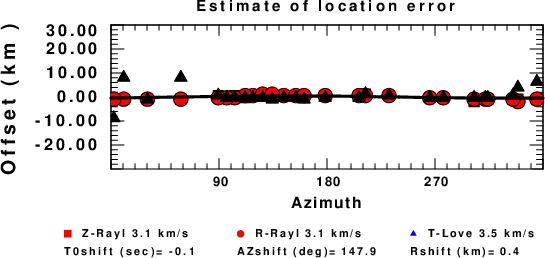 Estimate of location error
30.00
20.00
10.00
0.00
-10.00
-20.00
Offset (km)
90 180 270
Azimuth
Z-Rayl 3.1 km/s R-Rayl 3.1 km/s T-Love 3.5 km/s
T0shift (sec)= -0.1 AZshift (deg)= 147.9 Rshift (km)= 0.4